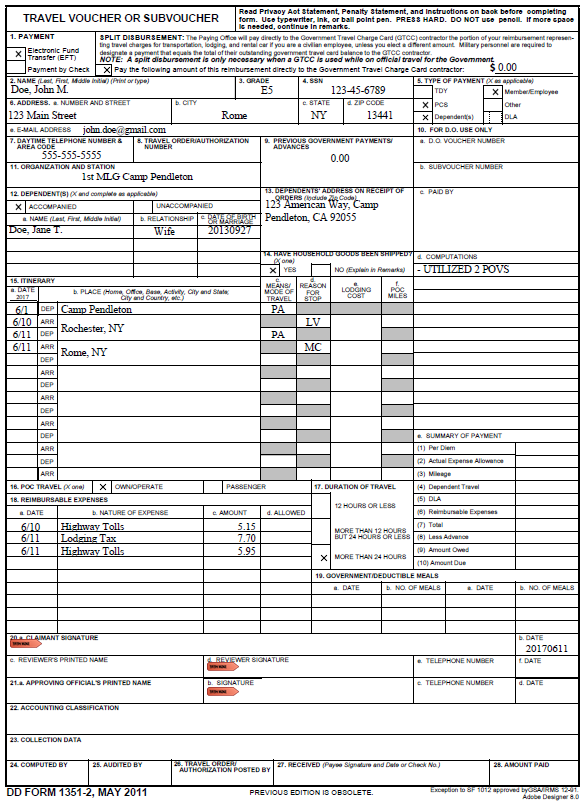 TRAVEL VOUCHER OR SUBVOUCHER
Read Privacy Act Statement, Penalty Statement, and Instructions on back before completing
form. Use typewriter, ink, or ball point pen. PRESS HARD. DO NOT use pencil. If more space
is needed, continue in remarks.
1. PAYMENT
X Electronic Fund
Transfer (EFT)
Payment by Check
SPLIT DISBURSEMENT: The Paying Office will pay directly to the Government Travel Charge Card (GTCC) contractor the portion of your reimbursement represen-
ting travel charges for transportation, lodging, and rental car if you are a civilian employee, unless you elect a different amount. Military personnel are required to
designate a payment that equals the total of their outstanding government travel card balance to the GTCC contractor.
NOTE: A split disbursement is only necessary when a GTCC is used while on official travel for the Government.
X Pay the following amount of this reimbursement directly to the Government Travel Charge Card contractor: $ 0.00
2. NAME (Last, First, Middle Initial) (Print or type)
Doe, John M.
3. GRADE
E5
4. SSN
123-45-6789
5. TYPE OF PAYMENT (X as applicable)
TDY
X Member/Employee
X PCS
Other
X Dependent(s)
DLA
6. ADDRESS. a. NUMBER AND STREET
123 Main Street
b. CITY
Rome
c. STATE
NY
d. ZIP CODE
13441
e. E-MAIL ADDRESS john.doe@gmail.com
10. FOR D.O. USE ONLY
a. D.O. VOUCHER NUMBER
7. DAYTIME TELEPHONE NUMBER &
AREA CODE
555-555-5555
8. TRAVEL ORDER/AUTHORIZATION
NUMBER
9. PREVIOUS GOVERNMENT PAYMENTS/
ADVANCES
0.00
b. SUBVOUCHER NUMBER
11. ORGANIZATION AND STATION
1st MLG Camp Pendleton
12. DEPENDENT(S) (X and complete as applicable)
X ACCOMPANIED
UNACCOMPANIED
a. NAME (Last, First, Middle Initial)
b. RELATIONSHIP
c. DATE OF BIRTH
OR MARRIAGE
Doe, Jane T.
Wife
20130927
13. DEPENDENTS' ADDRESS ON RECEIPT OF
ORDERS (Include Zip Code)
123 American Way, Camp
Pendleton, CA 92055
c. PAID BY
14. HAVE HOUSEHOLD GOODS BEEN SHIPPED?
(X one)
X YES
NO (Explain in Remarks)
d. COMPUTATIONS
- UTILIZED 2 POVS
15. ITINERARY
a. DATE
2017
b. PLACE (Home, Office, Base, Activity, City and State;
City and Country, etc.)
c.
MEANS/
MODE OF
TRAVEL
d.
REASON
FOR
STOP
e.
LODGING
COST
f.
POC
MILES
6/1 DEP Camp Pendleton PA
6/10 ARR Rochester, NY LV
6/11 DEP PA
6/11 ARR Rome, NY MC
DEP
ARR
DEP
ARR
DEP
ARR
DEP
ARR
DEP
ARR
e. SUMMARY OF PAYMENT
(1) Per Diem
(2) Actual Expense Allowance
(3) Mileage
(4) Dependent Travel
(5) DLA
(6) Reimbursable Expenses
(7) Total
(8) Less Advance
(9) Amount Owed
(10) Amount Due
16. POC TRAVEL (X one)
X OWN/OPERATE
PASSENGER
17. DURATION OF TRAVEL
12 HOURS OR LESS
MORE THAN 12 HOURS
BUT 24 HOURS OR LESS
X MORE THAN 24 HOURS
18. REIMBURSABLE EXPENSES
a. DATE
b. NATURE OF EXPENSE
c. AMOUNT
d. ALLOWED
6/10 Highway Tolls 5.15
6/11 Lodging Tax 7.70
6/11 Highway Tolls 5.95
19. GOVERNMENT/DEDUCTIBLE MEALS
a. DATE
b. NO. OF MEALS
a. DATE
b. NO. OF MEALS
20.a. CLAIMANT SIGNATURE
b. DATE
20170611
c. REVIEWER'S PRINTED NAME
d. REVIEWER SIGNATURE
e. TELEPHONE NUMBER
f. DATE
21.a. APPROVING OFFICIAL'S PRINTED NAME
b. SIGNATURE
c. TELEPHONE NUMBER
d. DATE
22. ACCOUNTING CLASSIFICATION
23. COLLECTION DATA
24. COMPUTED BY
25. AUDITED BY
26. TRAVEL ORDER/
AUTHORIZATION POSTED BY
27. RECEIVED (Payee Signature and Date or Check No.)
28. AMOUNT PAID
DD FORM 1351-2, MAY 2011
PREVIOUS EDITION IS OBSOLETE.
Exception to SF 1012 approved by GSA/IRMS 12-91.
Adobe Designer 8.0